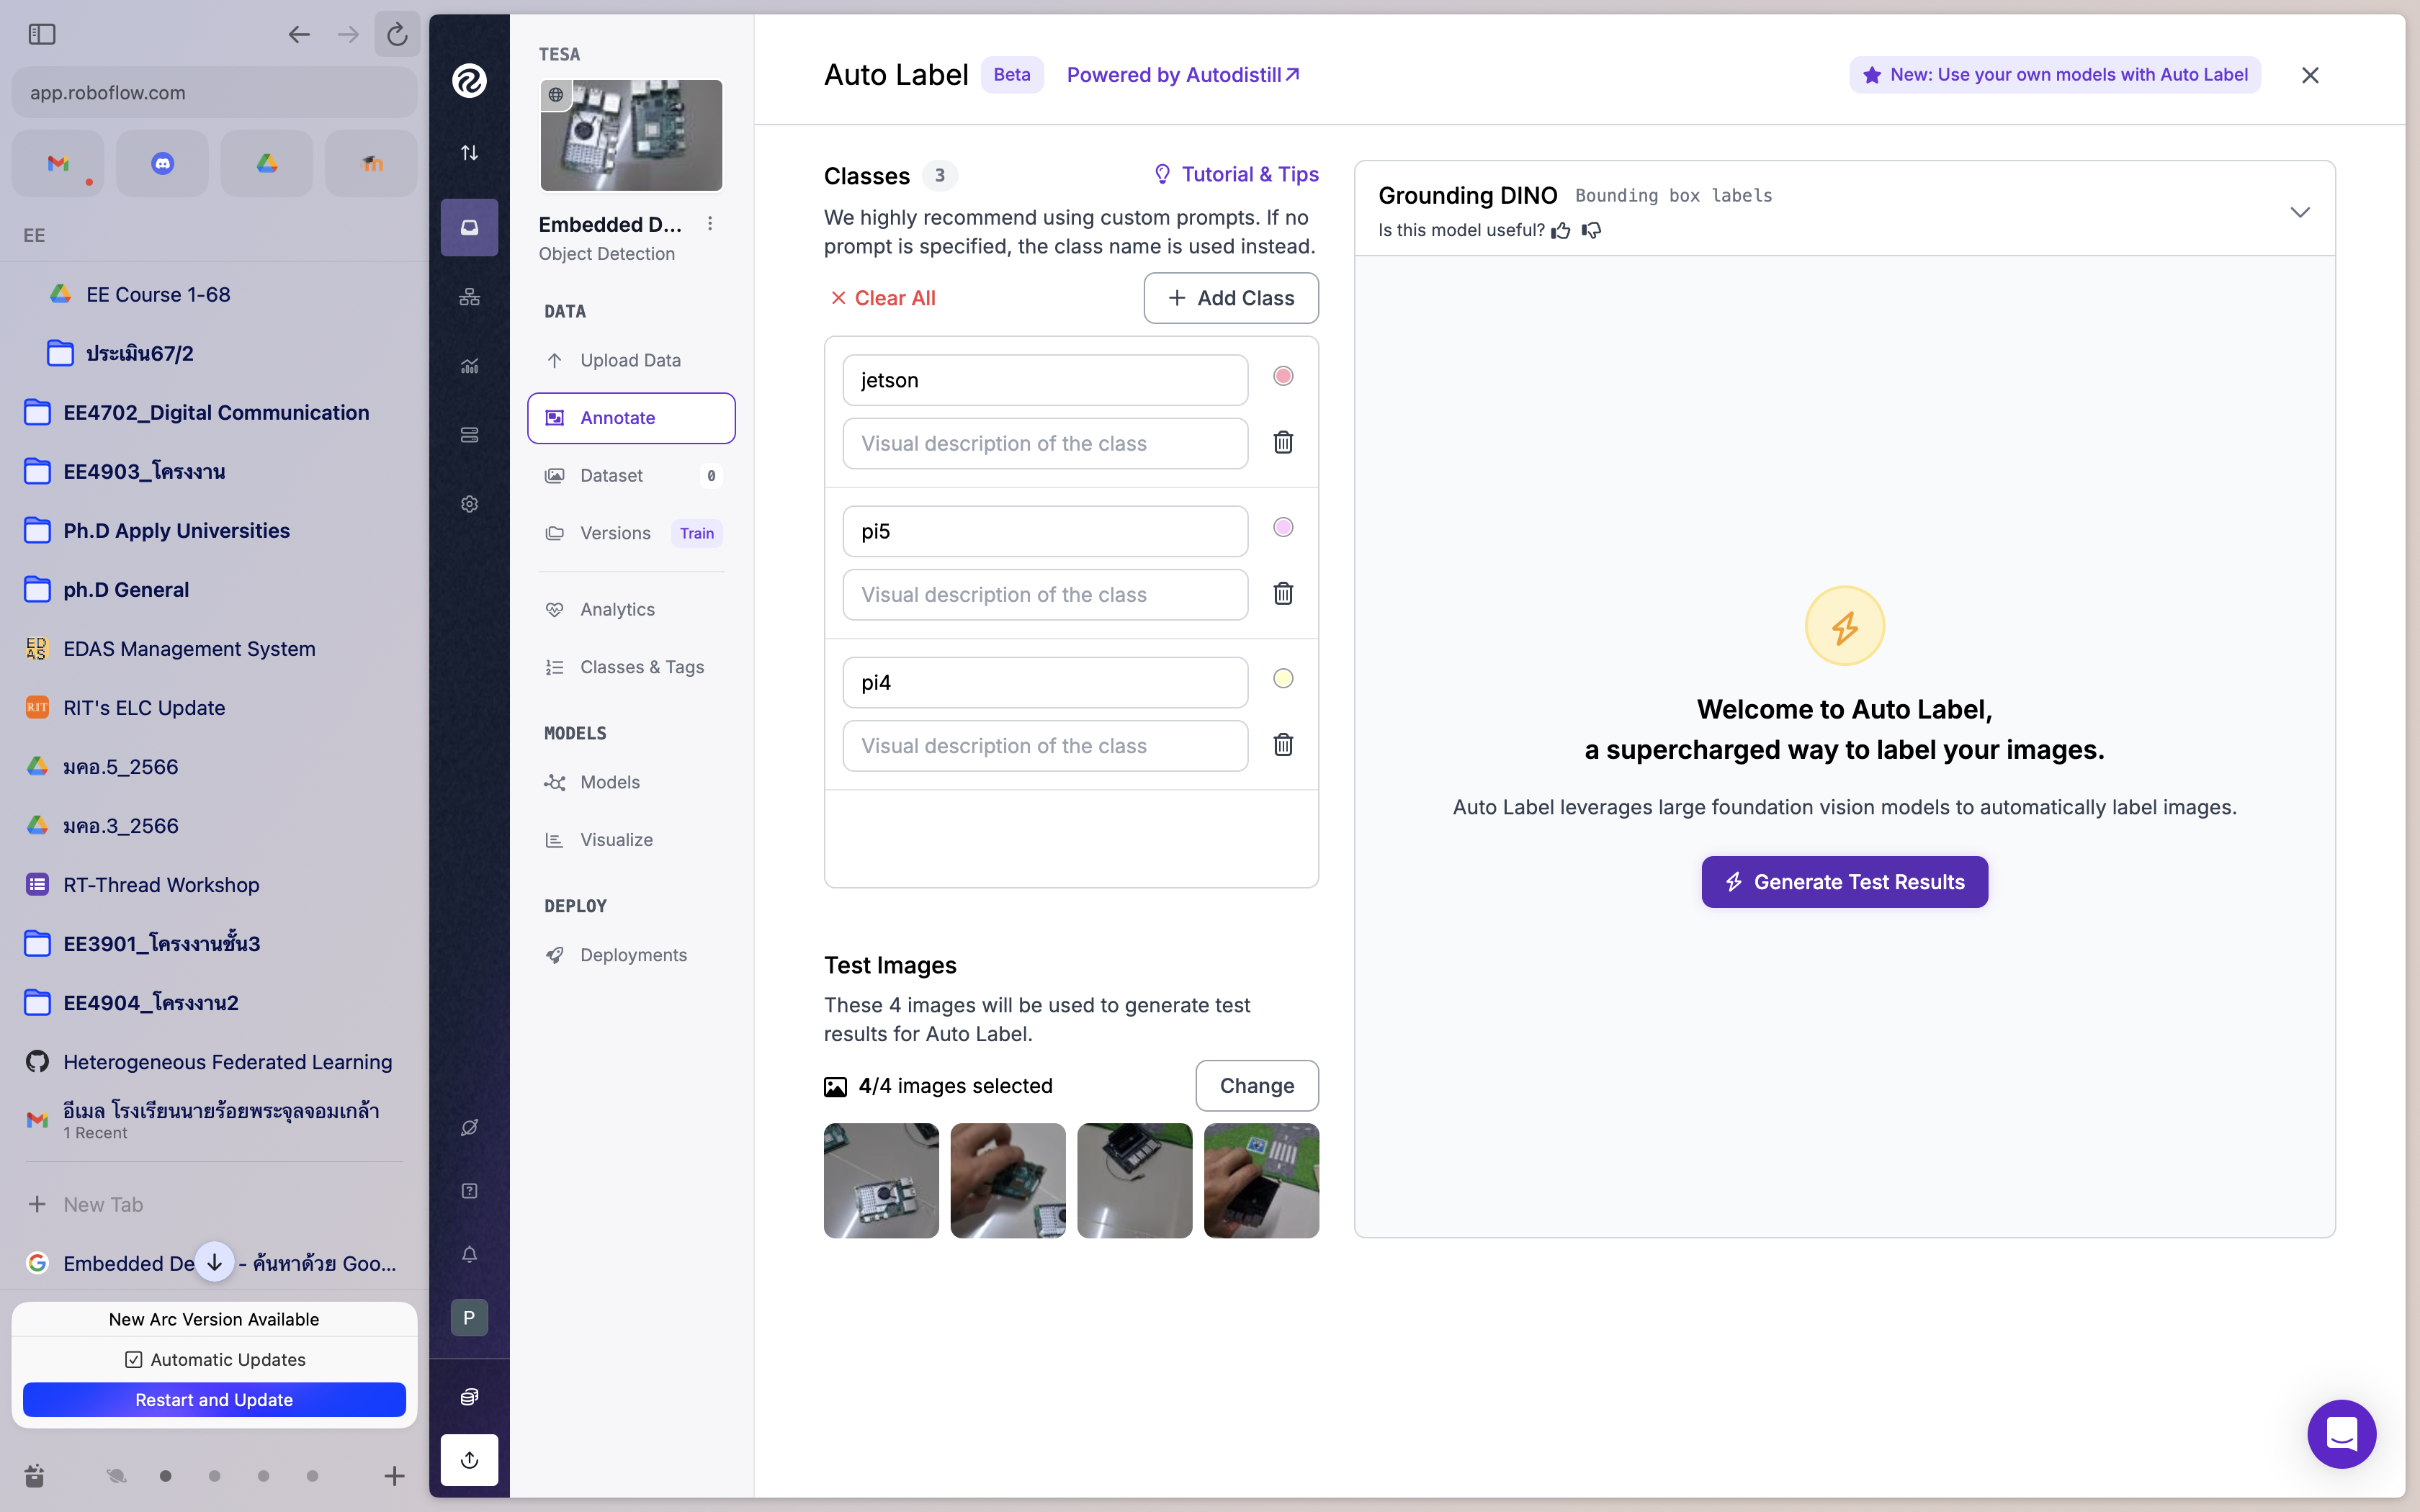 app.roboflow.com
EE
EE Course 1-68
ประเมิน67/2
EE4702_Digital Communication
EE4903_โครงงาน
Ph.D Apply Universities
ph.D General
EDAS
EDAS Management System
RIT
RIT's ELC Update
มคอ.5_2566
มคอ.3_2566
RT-Thread Workshop
EE3901_โครงงานชั้น3
EE4904_โครงงาน2
Heterogeneous Federated Learning
อีเมล โรงเรียนนายร้อยพระจุลจอมเกล้า
1 Recent
New Tab
Embedded De - ค้นหาด้วย Goo...
New Arc Version Available
Automatic Updates
Restart and Update
P
TESA
Embedded D...
Object Detection
DATA
Upload Data
Annotate
Dataset 0
Versions Train
Analytics
Classes & Tags
MODELS
Models
Visualize
DEPLOY
Deployments
Auto Label Beta Powered by Autodistill
New: Use your own models with Auto Label
Classes 3
Tutorial & Tips
We highly recommend using custom prompts. If no
prompt is specified, the class name is used instead.
Clear All
Add Class
jetson
Visual description of the class
pi5
Visual description of the class
pi4
Visual description of the class
Test Images
These 4 images will be used to generate test
results for Auto Label.
4/4 images selected
Change
Grounding DINO Bounding box labels
Is this model useful?
Welcome to Auto Label,
a supercharged way to label your images.
Auto Label leverages large foundation vision models to automatically label images.
Generate Test Results